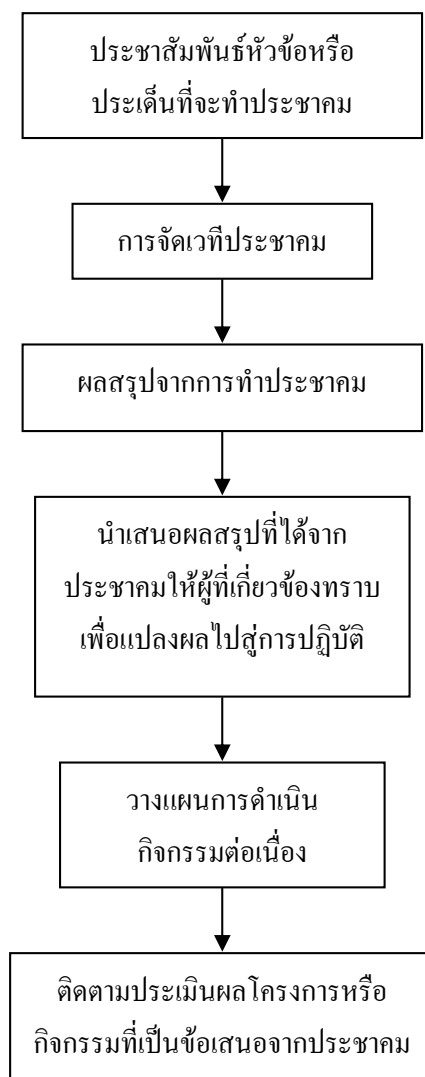 ประชาสัมพันธ์หัวข้อหรือ
ประเด็นที่จะทำประชาคม
การจัดเวทีประชาคม
ผลสรุปจากการทำประชาคม
นำเสนอผลสรุปที่ได้จาก
ประชาคมให้ผู้ที่เกี่ยวข้องทราบ
เพื่อแปลงผลไปสู่การปฏิบัติ
วางแผนการดำเนิน
กิจกรรมต่อเนื่อง
ติดตามประเมินผลโครงการหรือ
กิจกรรมที่เป็นข้อเสนอจากประชาคม